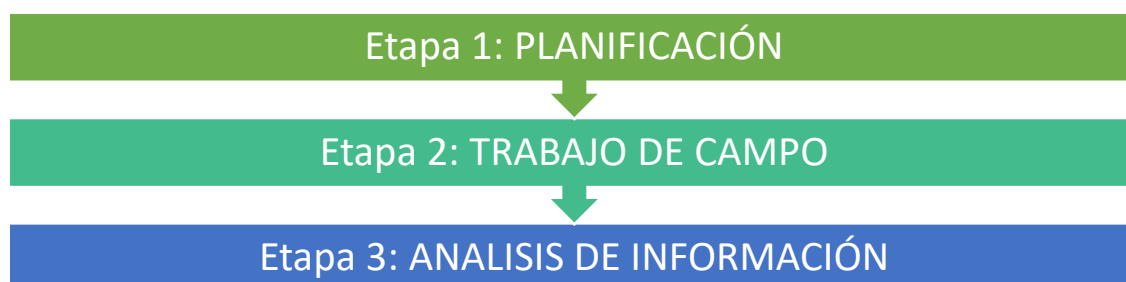 Etapa 1: PLANIFICACIÓN
Etapa 2: TRABAJO DE CAMPO
Etapa 3: ANALISIS DE INFORMACIÓN